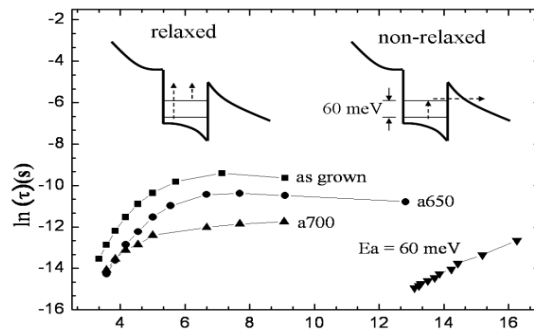 relaxed
non-relaxed
60 meV
as grown
a650
a700
Ea = 60 meV
ln (τ)(s)
-2
-4
-6
-8
-10
-12
-14
-16
4
6
8
10
12
14
16